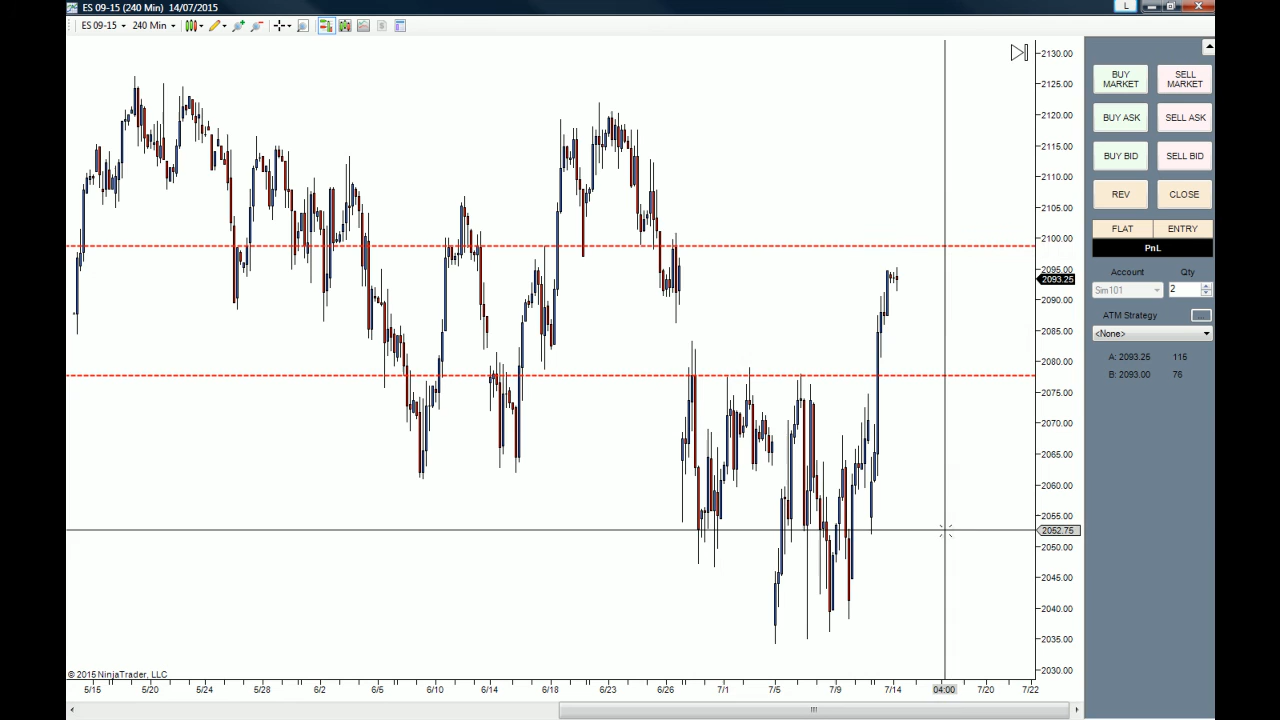 ES 09-15 (240 Min) 14/07/2015
L
ES 09-15 240 Min
2130.00
2125.00
2120.00
2115.00
2110.00
2105.00
2100.00
2095.00
2093.25
2090.00
2085.00
2080.00
2075.00
2070.00
2065.00
2060.00
2055.00
2052.75
2050.00
2045.00
2040.00
2035.00
2030.00
BUY MARKET
SELL MARKET
BUY ASK SELL ASK
BUY BID SELL BID
REV CLOSE
FLAT ENTRY
PnL
Account Qty
Sim101 2
ATM Strategy
<None>
A: 2093.25 115
B: 2093.00 76
© 2015 NinjaTrader, LLC
5/15 5/20 5/24 5/28 6/2 6/5 6/10 6/14 6/18 6/23 6/26 7/1 7/5 7/9 7/14 04:00 7/20 7/22